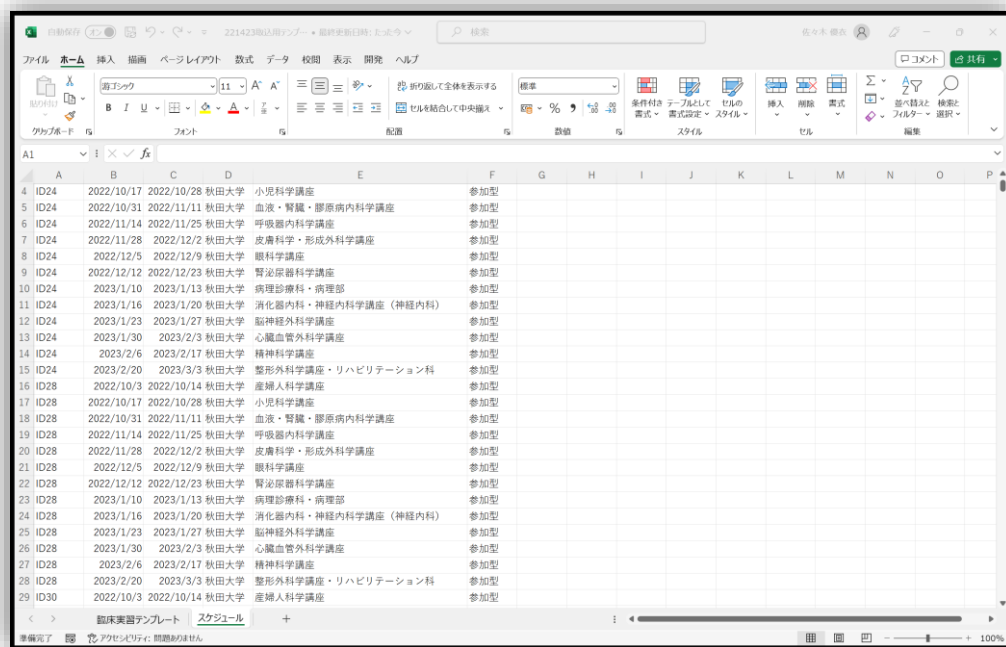 自動保存 オフ 221423取込用テンプ… • 最終更新日時: たった今 検索 佐々木 優衣
ファイル ホーム 挿入 描画 ページ レイアウト 数式 データ 校閲 表示 開発 ヘルプ コメント 共有
貼り付け 游ゴシック 11 A A 折り返して全体を表示する 標準 条件付き書式 テーブルとして書式設定 セルのスタイル 挿入 削除 書式 並べ替えとフィルター 検索と選択
B I U A セルを結合して中央揃え %
クリップボード フォント 配置 数値 スタイル セル 編集
A1 fx
A B C D E F G H I J K L M N O P
4 ID24 2022/10/17 2022/10/28 秋田大学 小児科学講座 参加型
5 ID24 2022/10/31 2022/11/11 秋田大学 血液・腎臓・膠原病内科学講座 参加型
6 ID24 2022/11/14 2022/11/25 秋田大学 呼吸器内科学講座 参加型
7 ID24 2022/11/28 2022/12/2 秋田大学 皮膚科学・形成外科学講座 参加型
8 ID24 2022/12/5 2022/12/9 秋田大学 眼科学講座 参加型
9 ID24 2022/12/12 2022/12/23 秋田大学 腎泌尿器科学講座 参加型
10 ID24 2023/1/10 2023/1/13 秋田大学 病理診療科・病理部 参加型
11 ID24 2023/1/16 2023/1/20 秋田大学 消化器内科・神経内科学講座（神経内科） 参加型
12 ID24 2023/1/23 2023/1/27 秋田大学 脳神経外科学講座 参加型
13 ID24 2023/1/30 2023/2/3 秋田大学 心臓血管外科学講座 参加型
14 ID24 2023/2/6 2023/2/17 秋田大学 精神科学講座 参加型
15 ID24 2023/2/20 2023/3/3 秋田大学 整形外科学講座・リハビリテーション科 参加型
16 ID28 2022/10/3 2022/10/14 秋田大学 産婦人科学講座 参加型
17 ID28 2022/10/17 2022/10/28 秋田大学 小児科学講座 参加型
18 ID28 2022/10/31 2022/11/11 秋田大学 血液・腎臓・膠原病内科学講座 参加型
19 ID28 2022/11/14 2022/11/25 秋田大学 呼吸器内科学講座 参加型
20 ID28 2022/11/28 2022/12/2 秋田大学 皮膚科学・形成外科学講座 参加型
21 ID28 2022/12/5 2022/12/9 秋田大学 眼科学講座 参加型
22 ID28 2022/12/12 2022/12/23 秋田大学 腎泌尿器科学講座 参加型
23 ID28 2023/1/10 2023/1/13 秋田大学 病理診療科・病理部 参加型
24 ID28 2023/1/16 2023/1/20 秋田大学 消化器内科・神経内科学講座（神経内科） 参加型
25 ID28 2023/1/23 2023/1/27 秋田大学 脳神経外科学講座 参加型
26 ID28 2023/1/30 2023/2/3 秋田大学 心臓血管外科学講座 参加型
27 ID28 2023/2/6 2023/2/17 秋田大学 精神科学講座 参加型
28 ID28 2023/2/20 2023/3/3 秋田大学 整形外科学講座・リハビリテーション科 参加型
29 ID30 2022/10/3 2022/10/14 秋田大学 産婦人科学講座 参加型
臨床実習テンプレート スケジュール
準備完了 アクセシビリティ: 問題ありません 100%